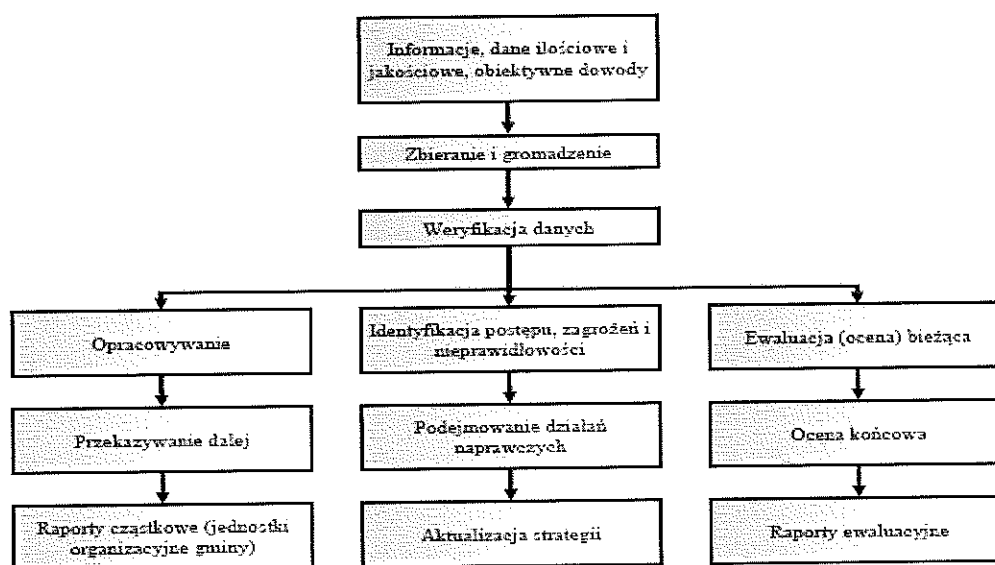 Informacje, dane ilościowe i
jakościowe, obiektywne dowody
Zbieranie i gromadzenie
Weryfikacja danych
Opracowywanie
Identyfikacja postępu, zagrożeń i
nieprawidłowości
Ewaluacja (ocena) bieżąca
Przekazywanie dalej
Podejmowanie działań
naprawczych
Ocena końcowa
Raporty cząstkowe (jednostki
organizacyjne gminy)
Aktualizacja strategii
Raporty ewaluacyjne